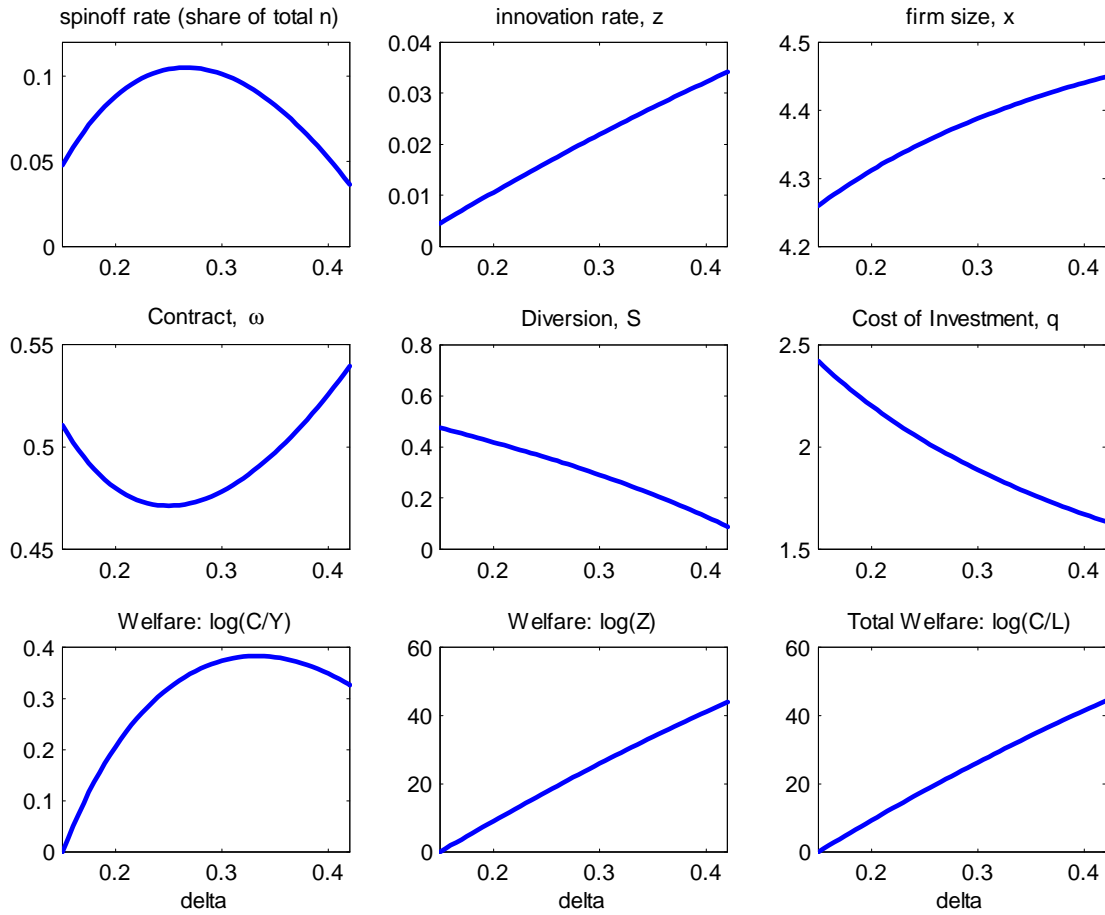 spinoff rate (share of total n)
innovation rate, z
firm size, x
0.1
0.05
0
0.2 0.3 0.4
0.04
0.03
0.02
0.01
0
0.2 0.3 0.4
4.5
4.4
4.3
4.2
0.2 0.3 0.4
Contract, ω
Diversion, S
Cost of Investment, q
0.55
0.5
0.45
0.2 0.3 0.4
0.8
0.6
0.4
0.2
0
0.2 0.3 0.4
2.5
2
1.5
0.2 0.3 0.4
Welfare: log(C/Y)
Welfare: log(Z)
Total Welfare: log(C/L)
0.4
0.3
0.2
0.1
0
0.2 0.3 0.4
delta
60
40
20
0
0.2 0.3 0.4
delta
60
40
20
0
0.2 0.3 0.4
delta